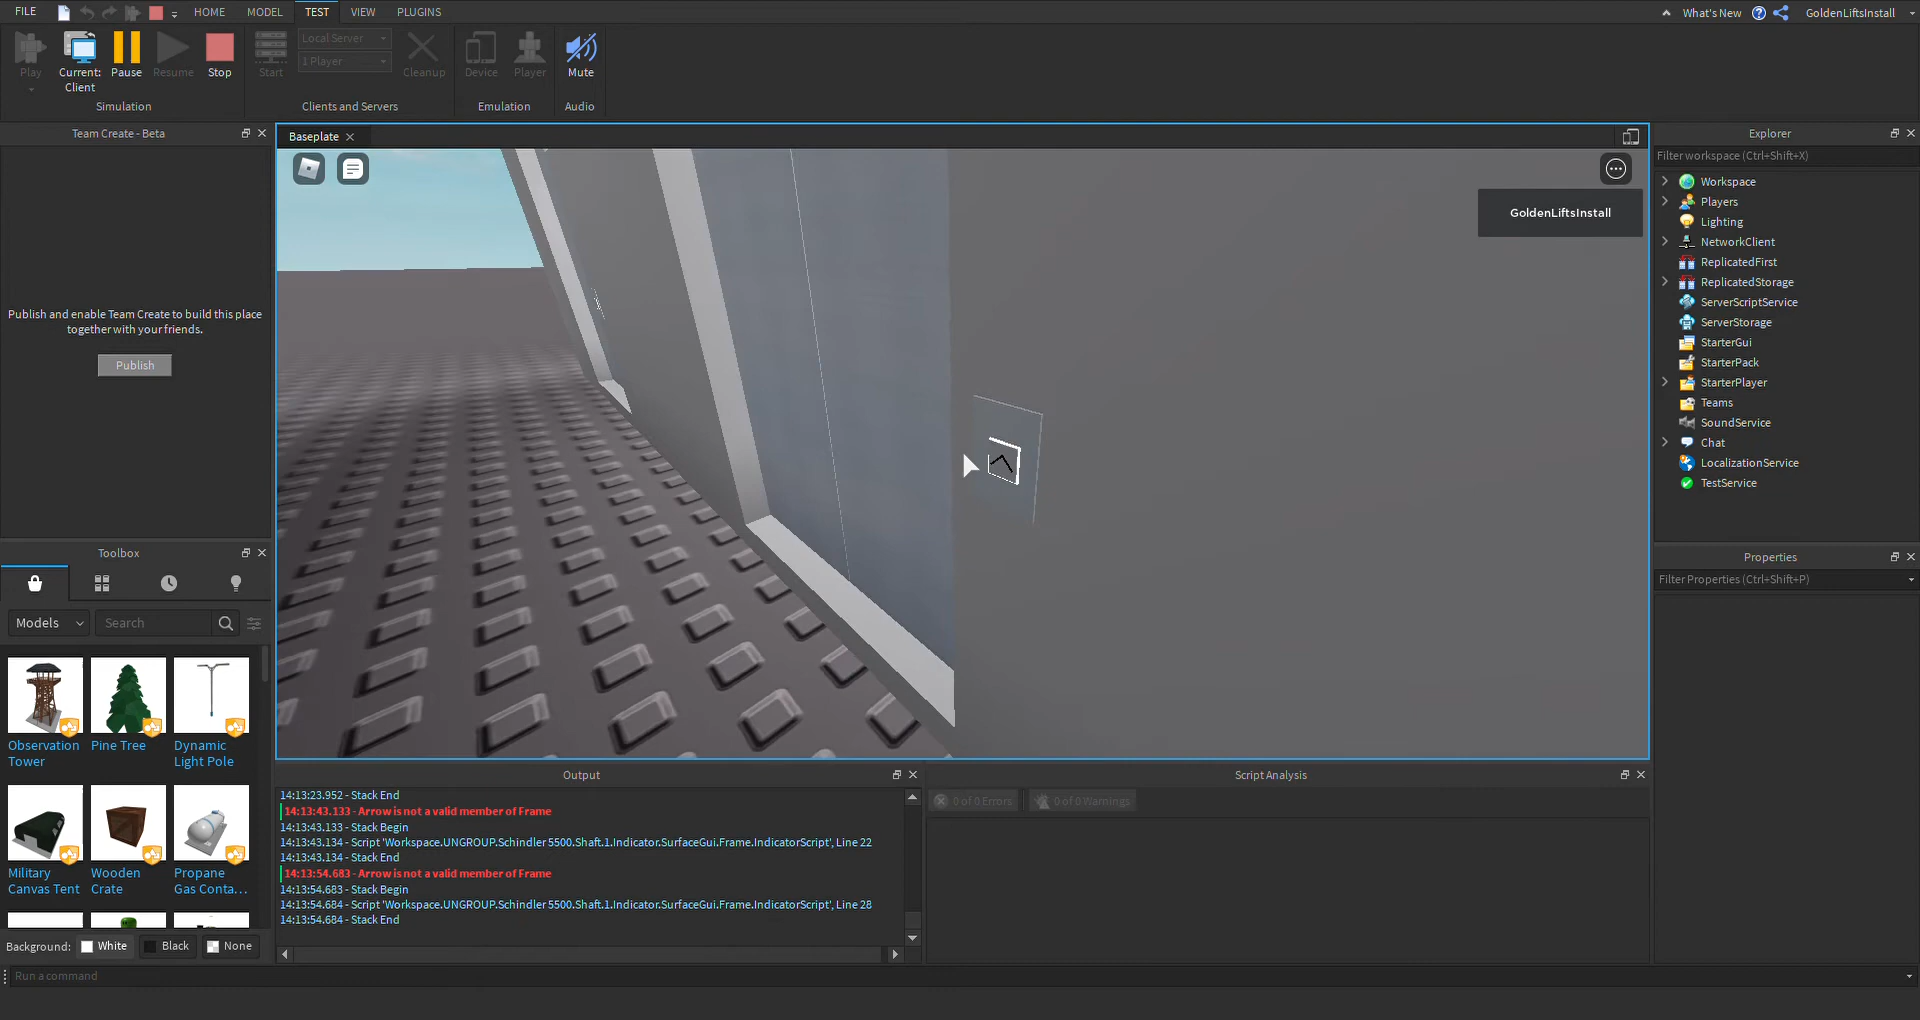 FILE
HOME
MODEL
TEST
VIEW
PLUGINS
What's New
GoldenLiftsInstall
Play
Current:
Client
Pause
Resume
Stop
Simulation
Start
Local Server
1 Player
Cleanup
Clients and Servers
Device
Player
Emulation
Mute
Audio
Team Create - Beta
Publish and enable Team Create to build this place
together with your friends.
Publish
Baseplate
GoldenLiftsInstall
Explorer
Filter workspace (Ctrl+Shift+X)
Workspace
Players
Lighting
NetworkClient
ReplicatedFirst
ReplicatedStorage
ServerScriptService
ServerStorage
StarterGui
StarterPack
StarterPlayer
Teams
SoundService
Chat
LocalizationService
TestService
Properties
Filter Properties (Ctrl+Shift+P)
Toolbox
Models
Search
Observation
Tower
Pine Tree
Dynamic
Light Pole
Military
Canvas Tent
Wooden
Crate
Propane
Gas Conta...
Background:
White
Black
None
Output
14:13:23.952 - Stack End
14:13:43.133 - Arrow is not a valid member of Frame
14:13:43.133 - Stack Begin
14:13:43.134 - Script 'Workspace.UNGROUP.Schindler 5500.Shaft.1.Indicator.SurfaceGui.Frame.IndicatorScript', Line 22
14:13:43.134 - Stack End
14:13:54.683 - Arrow is not a valid member of Frame
14:13:54.683 - Stack Begin
14:13:54.684 - Script 'Workspace.UNGROUP.Schindler 5500.Shaft.1.Indicator.SurfaceGui.Frame.IndicatorScript', Line 28
14:13:54.684 - Stack End
Script Analysis
0 of 0 Errors
0 of 0 Warnings
Run a command